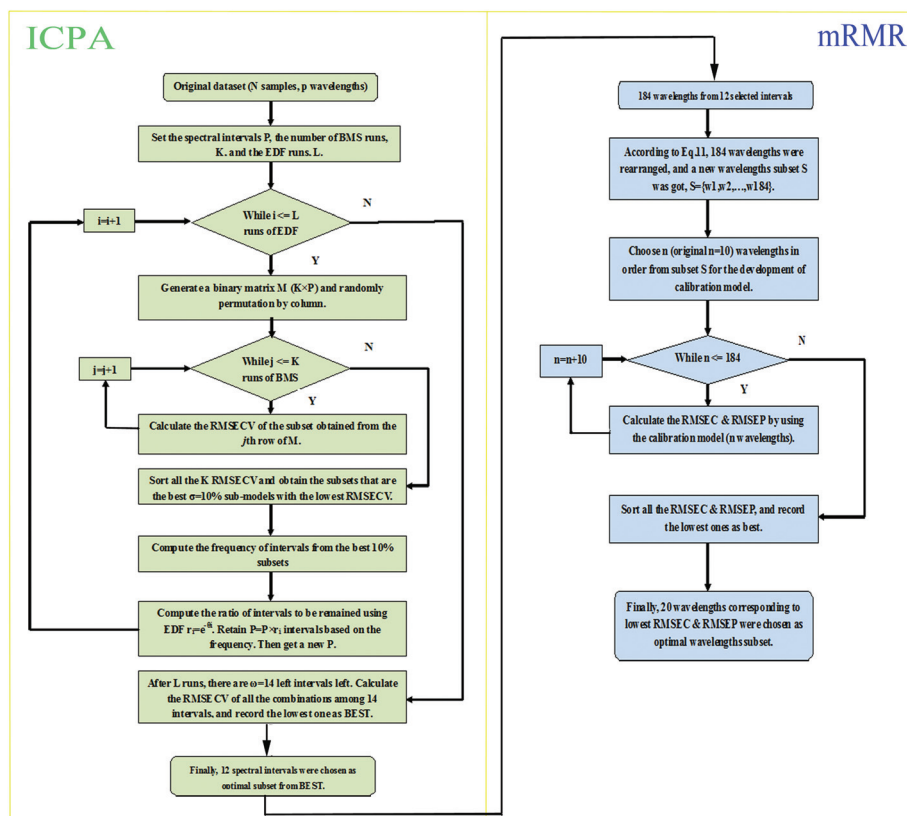 ICPA
Original dataset (N samples, p wavelengths)
Set the spectral intervals P, the number of BMS runs,
K. and the EDF runs. L.
i=i+1
While i <= L
runs of EDF
N
Y
Generate a binary matrix M (K×P) and randomly
permutation by column.
j=j+1
While j <= K
runs of BMS
N
Y
Calculate the RMSECV of the subset obtained from the
jth row of M.
Sort all the K RMSECV and obtain the subsets that are
the best σ=10% sub-models with the lowest RMSECV.
Compute the frequency of intervals from the best 10%
subsets
Compute the ratio of intervals to be remained using
EDF ri=e-θi. Retain P=P×ri intervals based on the
frequency. Then get a new P.
After L runs, there are ω=14 left intervals left. Calculate
the RMSECV of all the combinations among 14
intervals, and record the lowest one as BEST.
Finally, 12 spectral intervals were chosen as
optimal subset from BEST.
mRMR
184 wavelengths from 12 selected intervals
According to Eq.11, 184 wavelengths were
rearranged, and a new wavelengths subset S
was got, S={w1,w2,...,w184}.
Choose n (original n=10) wavelengths in
order from subset S for the development of
calibration model.
n=n+10
While n <= 184
N
Y
Calculate the RMSEC & RMSEP by using
the calibration model (n wavelengths).
Sort all the RMSEC & RMSEP, and record
the lowest ones as best.
Finally, 20 wavelengths corresponding to
lowest RMSEC & RMSEP were chosen as
optimal wavelengths subset.